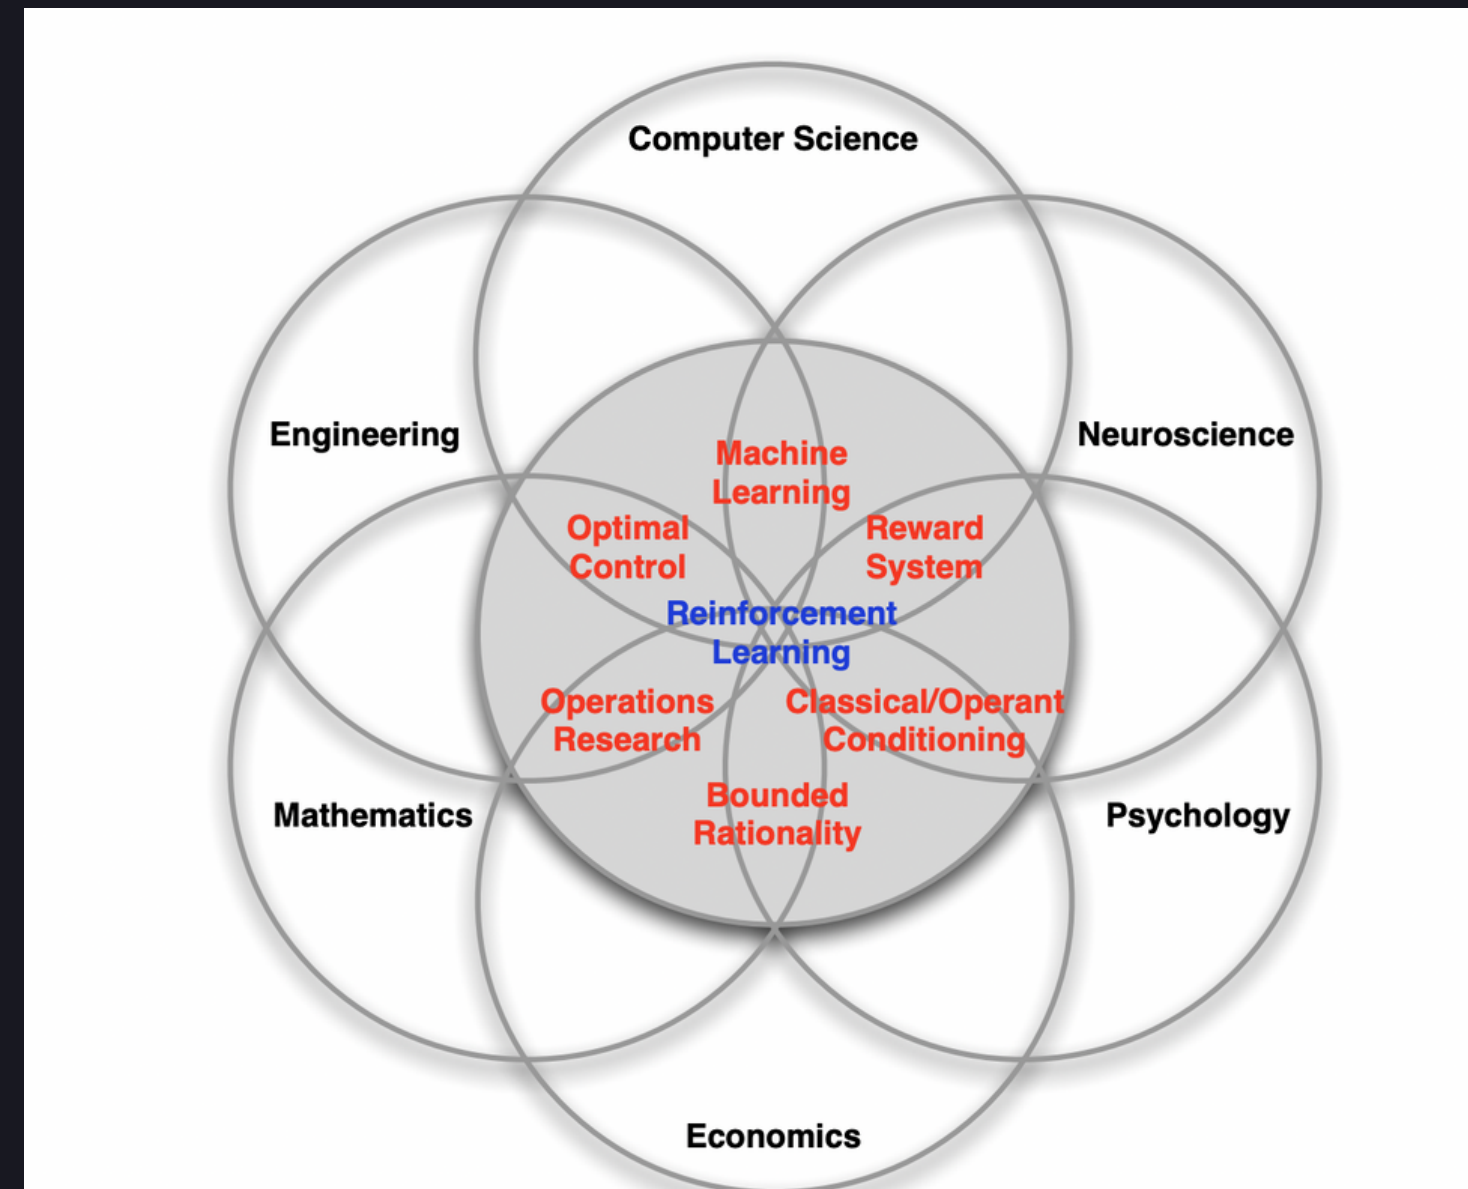 Computer Science
Engineering
Neuroscience
Machine
Learning
Optimal
Control
Reward
System
Reinforcement
Learning
Operations
Research
Classical/Operant
Conditioning
Bounded
Rationality
Mathematics
Psychology
Economics